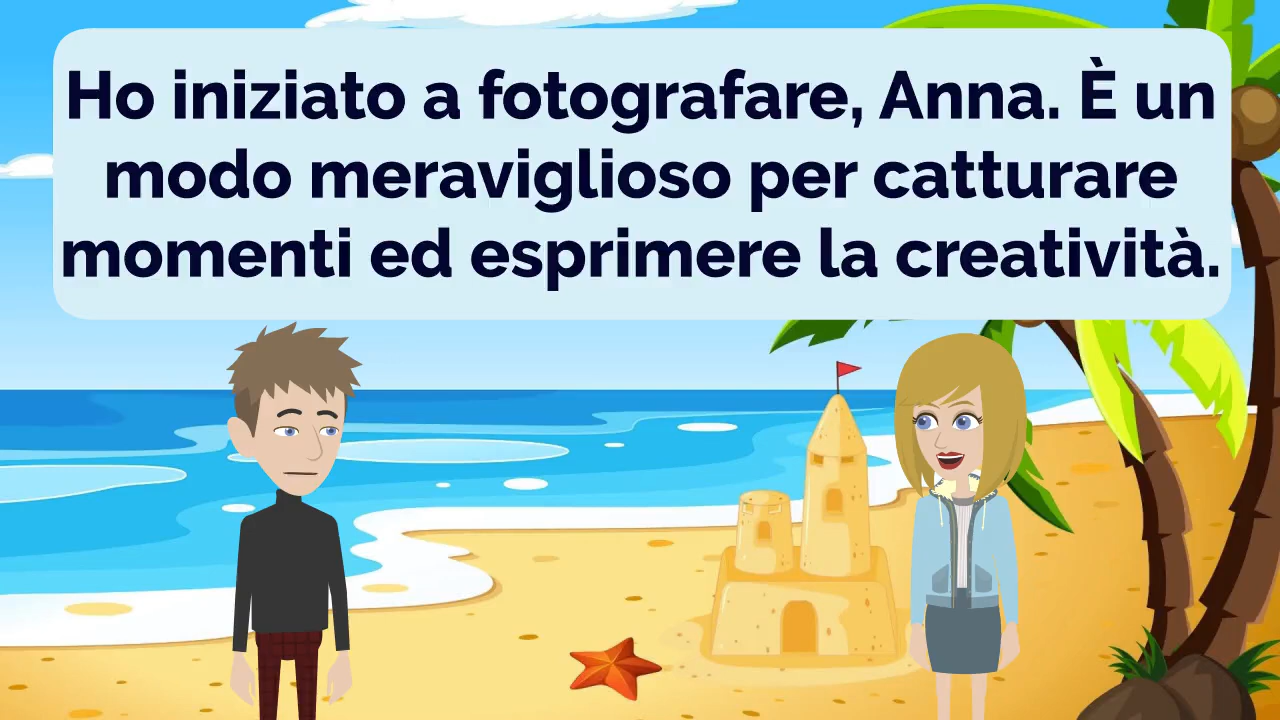 Ho iniziato a fotografare, Anna. È un
modo meraviglioso per catturare
momenti ed esprimere la creatività.